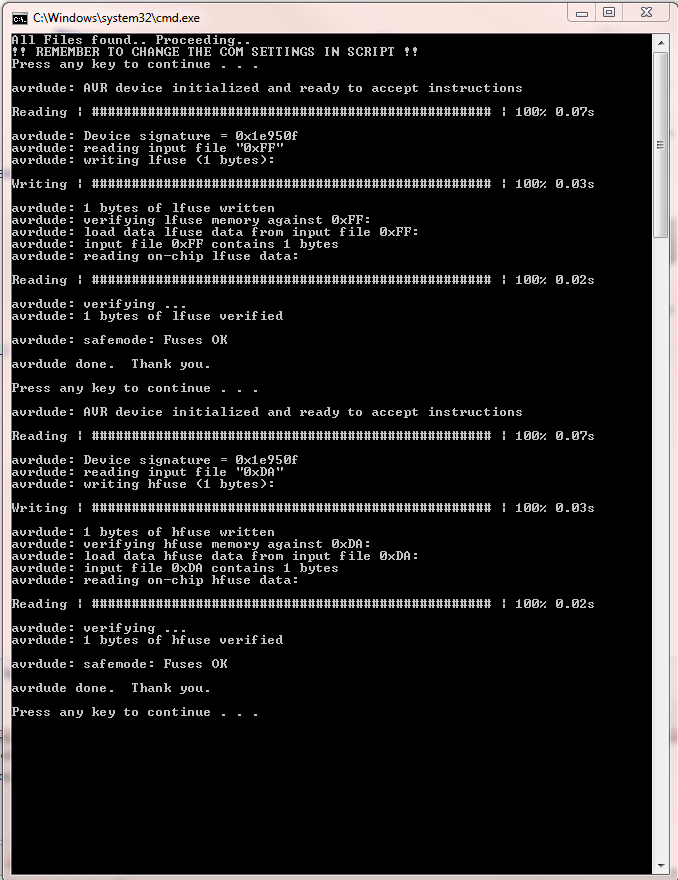 C:\Windows\system32\cmd.exe
All Files found.. Proceeding..
!! REMEMBER TO CHANGE THE COM SETTINGS IN SCRIPT !!
Press any key to continue . . .
avrdude: AVR device initialized and ready to accept instructions
Reading | ################################################## | 100% 0.07s
avrdude: Device signature = 0x1e950f
avrdude: reading input file "0xFF"
avrdude: writing lfuse (1 bytes):
Writing | ################################################## | 100% 0.03s
avrdude: 1 bytes of lfuse written
avrdude: verifying lfuse memory against 0xFF:
avrdude: load data lfuse data from input file 0xFF:
avrdude: input file 0xFF contains 1 bytes
avrdude: reading on-chip lfuse data:
Reading | ################################################## | 100% 0.02s
avrdude: verifying ...
avrdude: 1 bytes of lfuse verified
avrdude: safemode: Fuses OK
avrdude done.  Thank you.
Press any key to continue . . .
avrdude: AVR device initialized and ready to accept instructions
Reading | ################################################## | 100% 0.07s
avrdude: Device signature = 0x1e950f
avrdude: reading input file "0xDA"
avrdude: writing hfuse (1 bytes):
Writing | ################################################## | 100% 0.03s
avrdude: 1 bytes of hfuse written
avrdude: verifying hfuse memory against 0xDA:
avrdude: load data hfuse data from input file 0xDA:
avrdude: input file 0xDA contains 1 bytes
avrdude: reading on-chip hfuse data:
Reading | ################################################## | 100% 0.02s
avrdude: verifying ...
avrdude: 1 bytes of hfuse verified
avrdude: safemode: Fuses OK
avrdude done.  Thank you.
Press any key to continue . . .